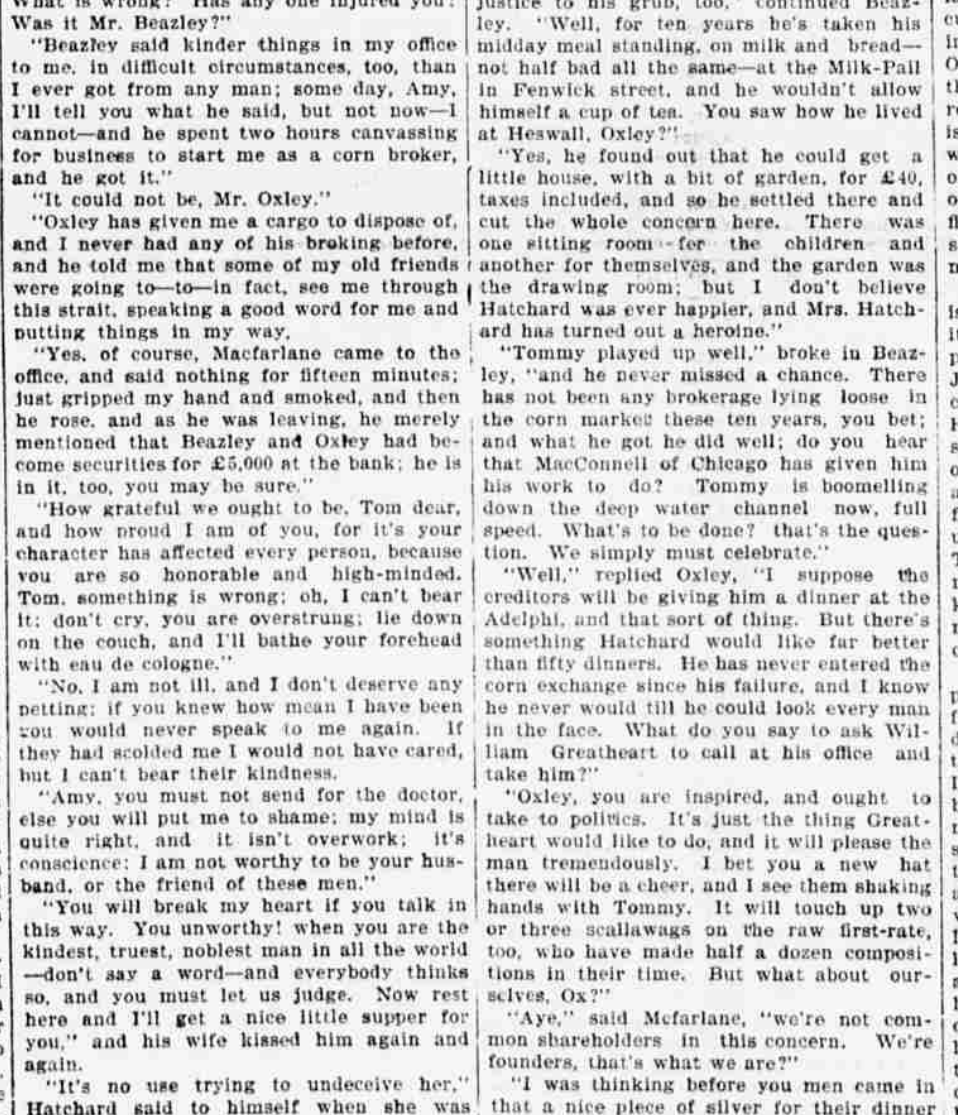 What is wrong? Has any one injured you?
Was it Mr. Beazley?"
"Beazley said kinder things in my office
to me, in difficult circumstances, too, than
I ever got from any man; some day, Amy,
I'll tell you what he said, but not now—I
cannot—and he spent two hours canvassing
for business to start me as a corn broker,
and he got it."
"It could not be, Mr. Oxley."
"Oxley has given me a cargo to dispose of,
and I never had any of his broking before,
and he told me that some of my old friends
were going to—to—in fact, see me through
this strait, speaking a good word for me and
putting things in my way.
"Yes, of course, Macfarlane came to the
office, and said nothing for fifteen minutes;
just gripped my hand and smoked, and then
he rose, and as he was leaving, he merely
mentioned that Beazley and Oxley had be-
come securities for £5,000 at the bank; he is
in it, too, you may be sure."
"How grateful we ought to be, Tom dear,
and how proud I am of you, for it's your
character has affected every person, because
you are so honorable and high-minded.
Tom, something is wrong; oh, I can't bear
it; don't cry, you are overstrung; lie down
on the couch, and I'll bathe your forehead
with eau de cologne."
"No, I am not ill, and I don't deserve any
petting; if you knew how mean I have been
you would never speak to me again. If
they had scolded me I would not have cared,
but I can't bear their kindness.
"Amy, you must not send for the doctor,
else you will put me to shame; my mind is
quite right, and it isn't overwork; it's
conscience; I am not worthy to be your hus-
band, or the friend of these men."
"You will break my heart if you talk in
this way. You unworthy! when you are the
kindest, truest, noblest man in all the world
—don't say a word—and everybody thinks
so, and you must let us judge. Now rest
here and I'll get a nice little supper for
you," and his wife kissed him again and
again.
"It's no use trying to undeceive her,"
Hatchard said to himself when she was
justice to his grub, too," continued Beaz-
ley. "Well, for ten years he's taken his
midday meal standing, on milk and bread—
not half bad all the same—at the Milk-Pail
in Fenwick street, and he wouldn't allow
himself a cup of tea. You saw how he lived
at Heswall, Oxley?"
"Yes, he found out that he could get a
little house, with a bit of garden, for £40,
taxes included, and so he settled there and
cut the whole concern here. There was
one sitting room for the children and
another for themselves, and the garden was
the drawing room; but I don't believe
Hatchard was ever happier, and Mrs. Hatch-
ard has turned out a heroine."
"Tommy played up well," broke in Beaz-
ley, "and he never missed a chance. There
has not been any brokerage lying loose in
the corn market these ten years, you bet;
and what he got he did well; do you hear
that MacConnell of Chicago has given him
his work to do? Tommy is boomelling
down the deep water channel now, full
speed. What's to be done? that's the ques-
tion. We simply must celebrate."
"Well," replied Oxley, "I suppose the
creditors will be giving him a dinner at the
Adelphi, and that sort of thing. But there's
something Hatchard would like far better
than fifty dinners. He has never entered the
corn exchange since his failure, and I know
he never would till he could look every man
in the face. What do you say to ask Wil-
liam Greatheart to call at his office and
take him?"
"Oxley, you are inspired, and ought to
take to politics. It's just the thing Great-
heart would like to do, and it will please the
man tremendously. I bet you a new hat
there will be a cheer, and I see them shaking
hands with Tommy. It will touch up two
or three scallawags on the raw first-rate,
too, who have made half a dozen composi-
tions in their time. But what about our-
selves, Ox?"
"Aye," said Mcfarlane, "we're not com-
mon shareholders in this concern. We're
founders, that's what we are?"
"I was thinking before you men came in
that a nice piece of silver for their dinner